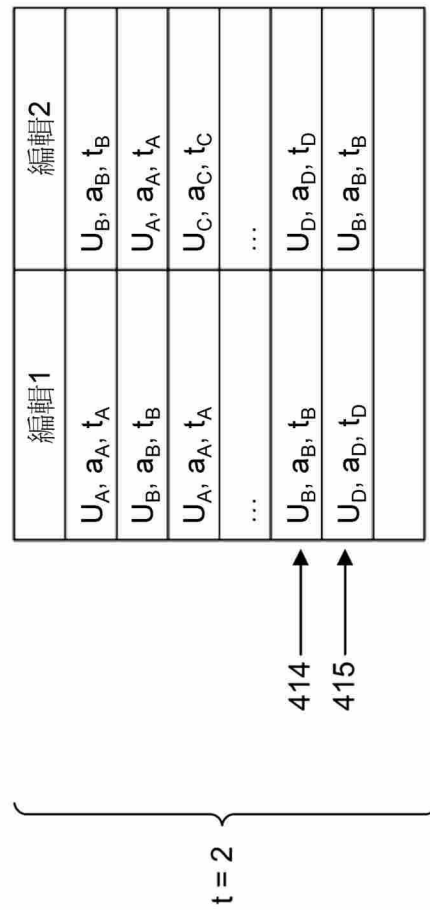 編輯1 編輯2
U_A, a_A, t_A U_B, a_B, t_B
U_B, a_B, t_B U_A, a_A, t_A
U_A, a_A, t_A U_C, a_C, t_C
… …
414 U_B, a_B, t_B U_D, a_D, t_D
415 U_D, a_D, t_D U_B, a_B, t_B
t = 2